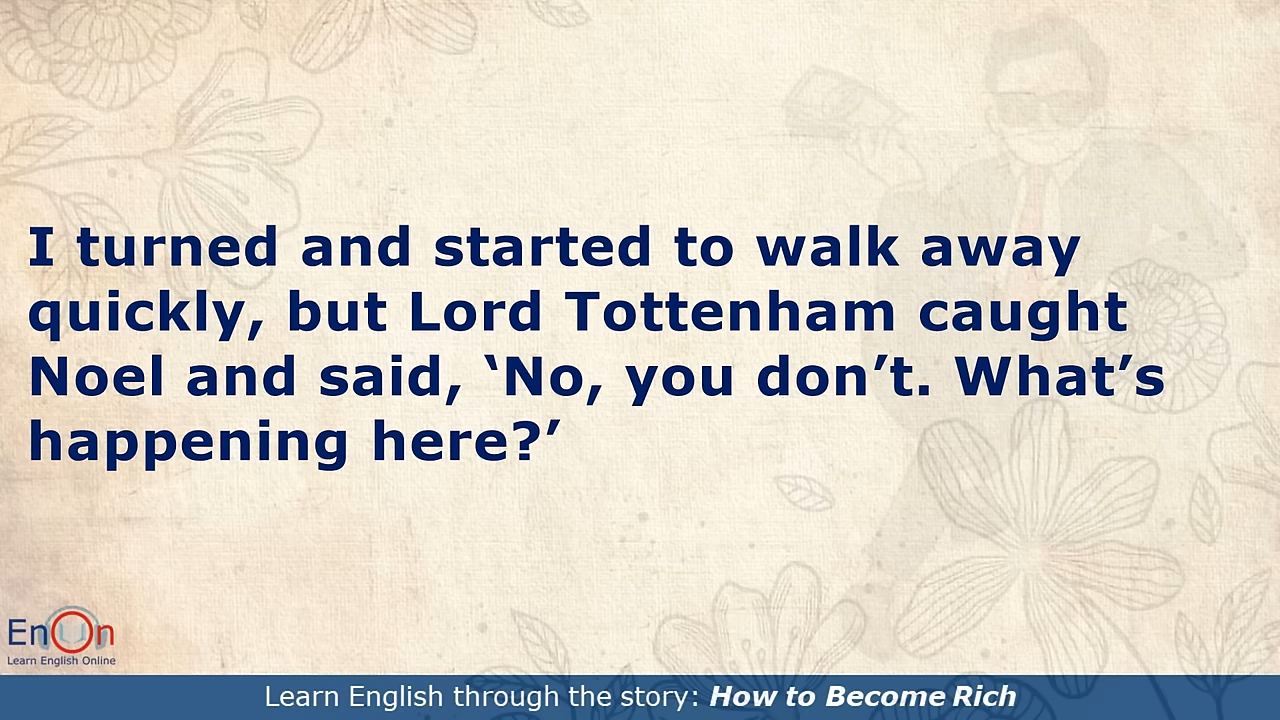 I turned and started to walk away
quickly, but Lord Tottenham caught
Noel and said, ‘No, you don’t. What’s
happening here?’
EnOn
Learn English Online
Learn English through the story: How to Become Rich